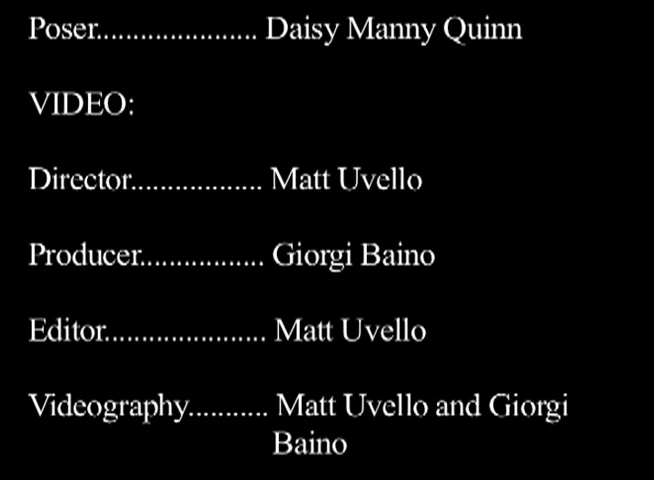 Poser...................... Daisy Manny Quinn
VIDEO:
Director.................. Matt Uvello
Producer................. Giorgi Baino
Editor...................... Matt Uvello
Videography........... Matt Uvello and Giorgi
Baino